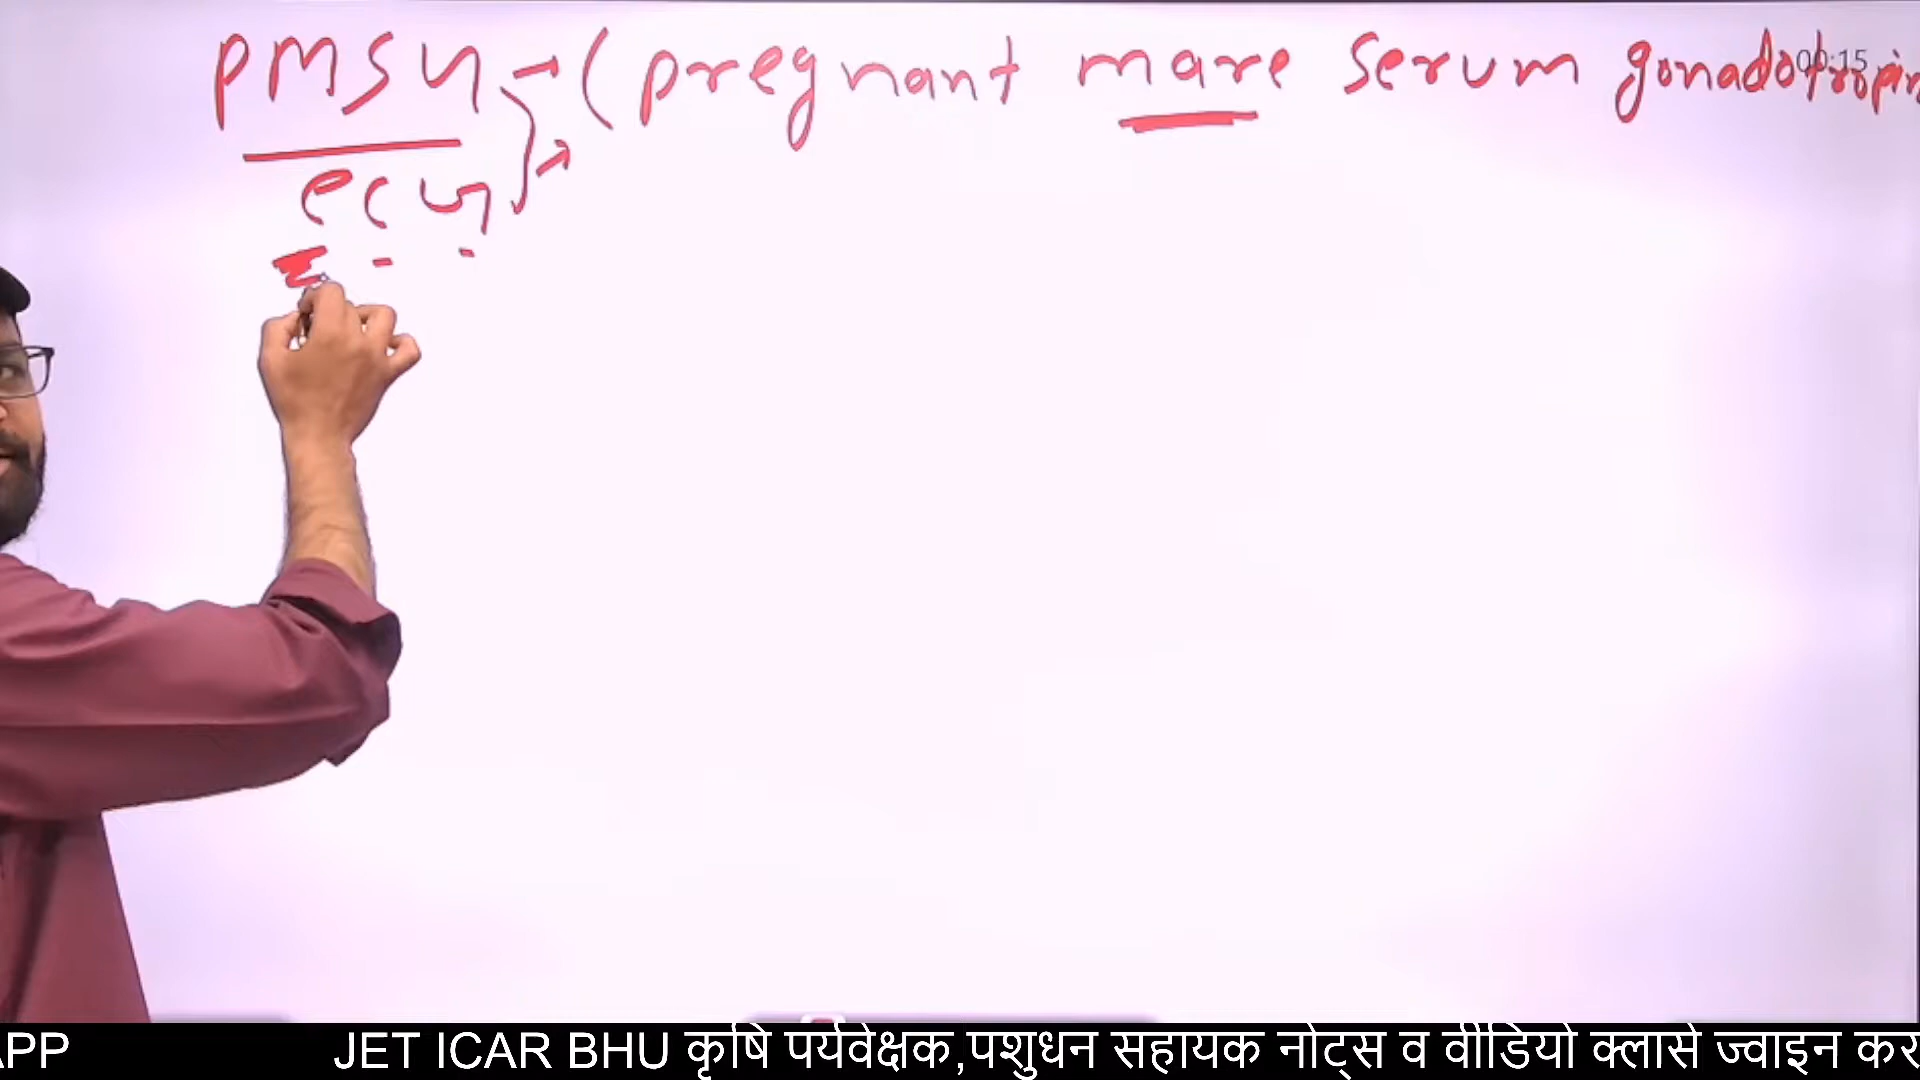 PMSG → (pregnant mare serum gonadotropin
00:15
eCG
APP JET ICAR BHU कृषि पर्यवेक्षक,पशुधन सहायक नोट्स व वीडियो क्लासे ज्वाइन कर